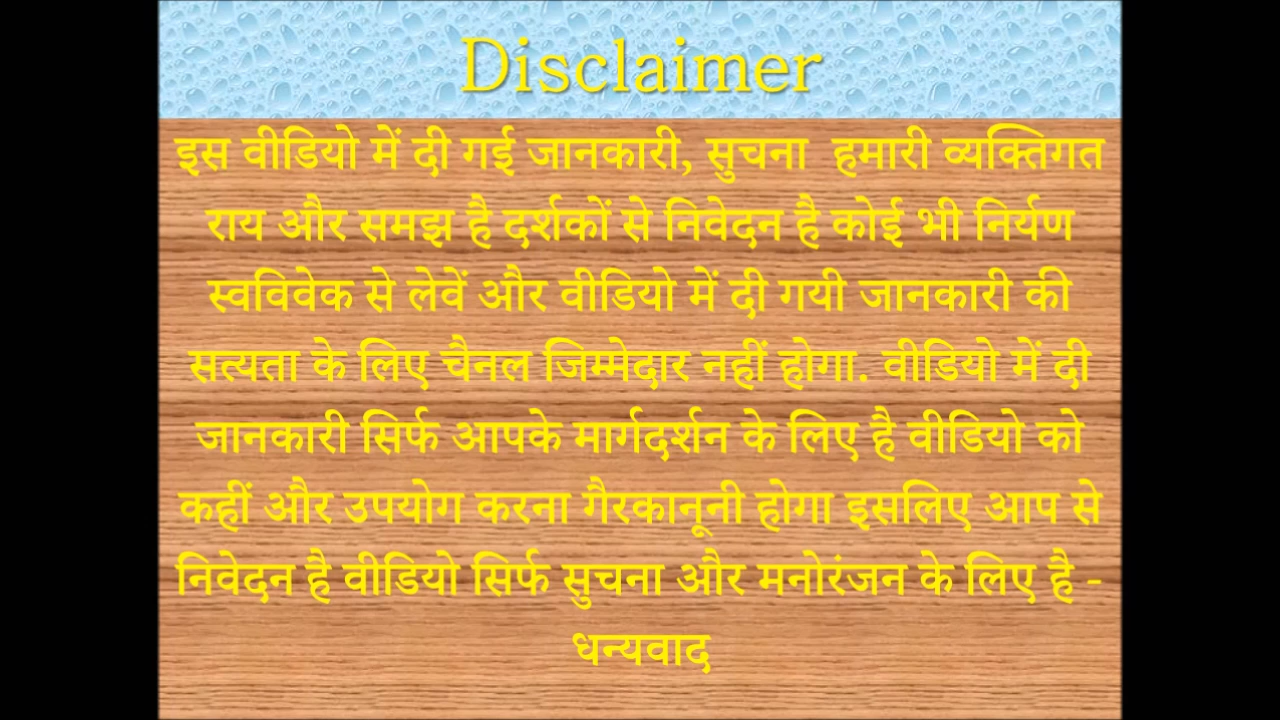 Disclaimer
इस वीडियो में दी गई जानकारी, सुचना हमारी व्यक्तिगत
राय और समझ है दर्शकों से निवेदन है कोई भी निर्यण
स्वविवेक से लेवें और वीडियो में दी गयी जानकारी की
सत्यता के लिए चैनल जिम्मेदार नहीं होगा. वीडियो में दी
जानकारी सिर्फ आपके मार्गदर्शन के लिए है वीडियो को
कहीं और उपयोग करना गैरकानूनी होगा इसलिए आप से
निवेदन है वीडियो सिर्फ सुचना और मनोरंजन के लिए है -
धन्यवाद